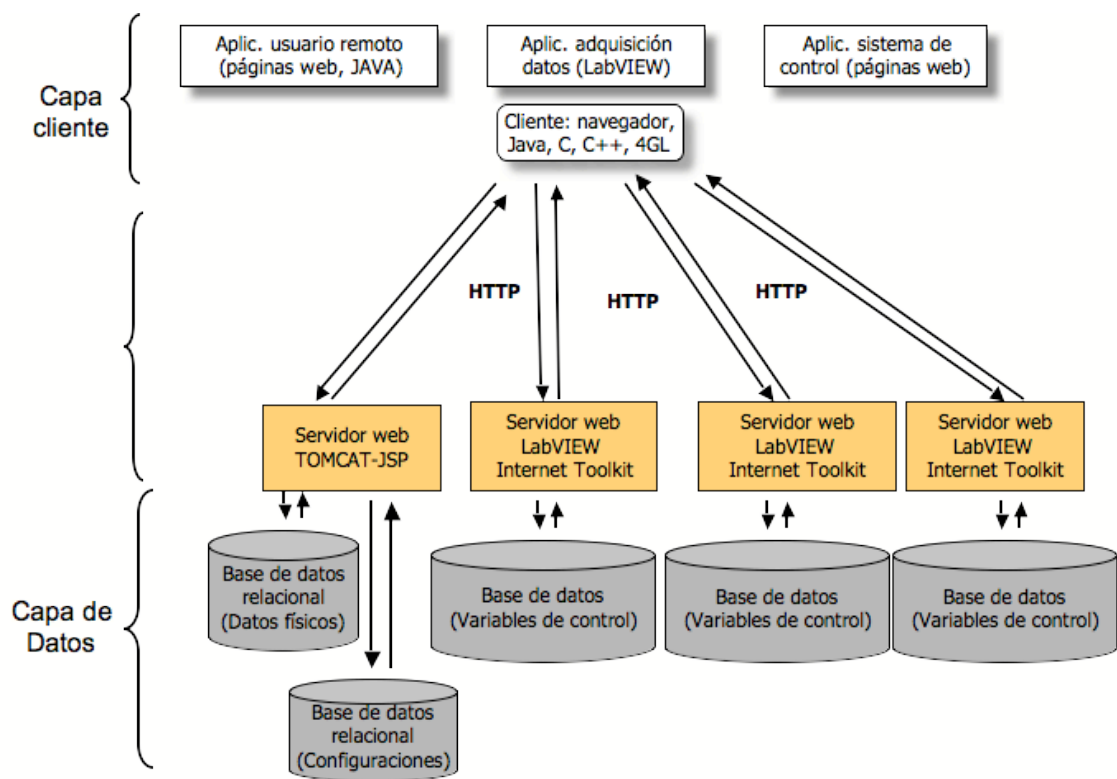 Aplic. usuario remoto
(páginas web, JAVA)
Aplic. adquisición
datos (LabVIEW)
Aplic. sistema de
control (páginas web)
Capa
cliente
Cliente: navegador,
Java, C, C++, 4GL
HTTP
HTTP
HTTP
Servidor web
TOMCAT-JSP
Servidor web
LabVIEW
Internet Toolkit
Servidor web
LabVIEW
Internet Toolkit
Servidor web
LabVIEW
Internet Toolkit
Capa de
Datos
Base de datos
relacional
(Datos físicos)
Base de datos
(Variables de control)
Base de datos
(Variables de control)
Base de datos
(Variables de control)
Base de datos
relacional
(Configuraciones)